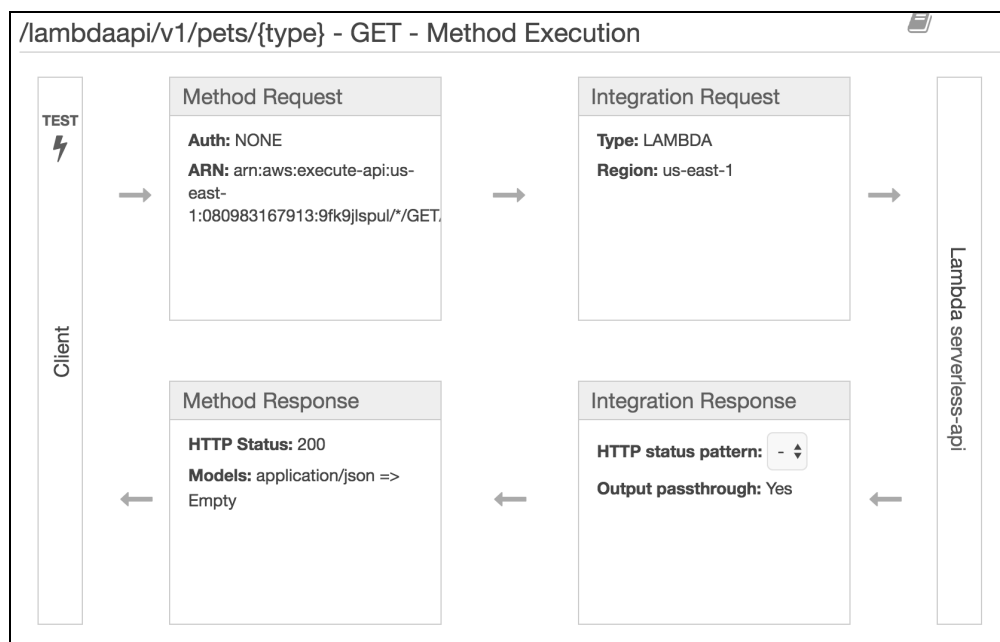 /lambdaapi/v1/pets/{type} - GET - Method Execution
TEST
Client
Method Request
Auth: NONE
ARN: arn:aws:execute-api:us-
east-
1:080983167913:9fk9jlspul/*/GET/
Integration Request
Type: LAMBDA
Region: us-east-1
Lambda serverless-api
Method Response
HTTP Status: 200
Models: application/json =>
Empty
Integration Response
HTTP status pattern: -
Output passthrough: Yes